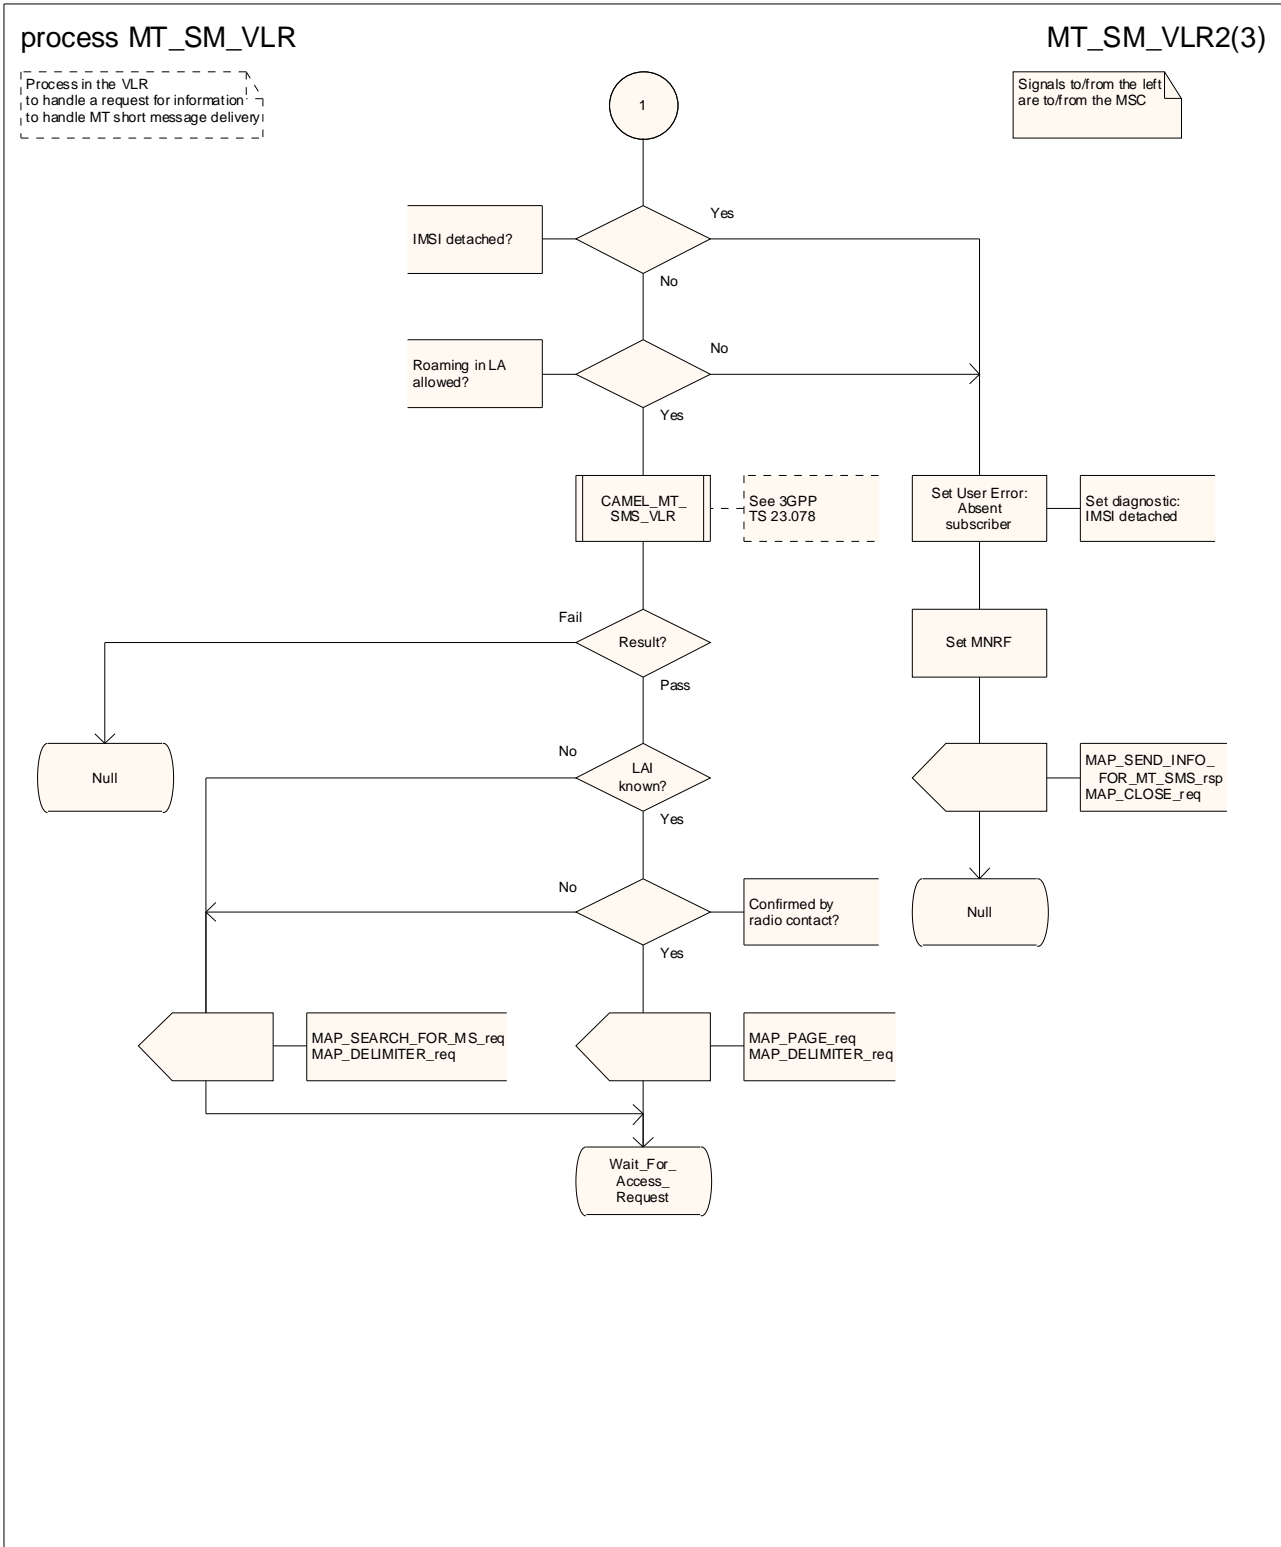 process MT_SM_VLR
MT_SM_VLR2(3)
Process in the VLR
to handle a request for information
to handle MT short message delivery
Signals to/from the left
are to/from the MSC
1
IMSI detached?
Yes
No
Roaming in LA
allowed?
No
Yes
CAMEL_MT_
SMS_VLR
See 3GPP
TS 23.078
Set User Error:
Absent
subscriber
Set diagnostic:
IMSI detached
Fail
Result?
Pass
Set MNRF
Null
No
LAI
known?
Yes
MAP_SEND_INFO_
FOR_MT_SMS_rsp
MAP_CLOSE_req
No
Confirmed by
radio contact?
Yes
Null
MAP_SEARCH_FOR_MS_req
MAP_DELIMITER_req
MAP_PAGE_req
MAP_DELIMITER_req
Wait_For_
Access_
Request